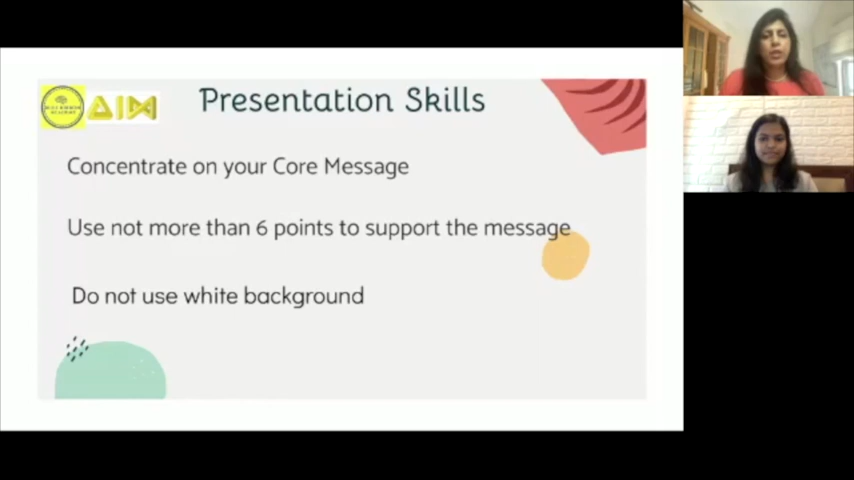 AIM
Presentation Skills
Concentrate on your Core Message
Use not more than 6 points to support the message
Do not use white background